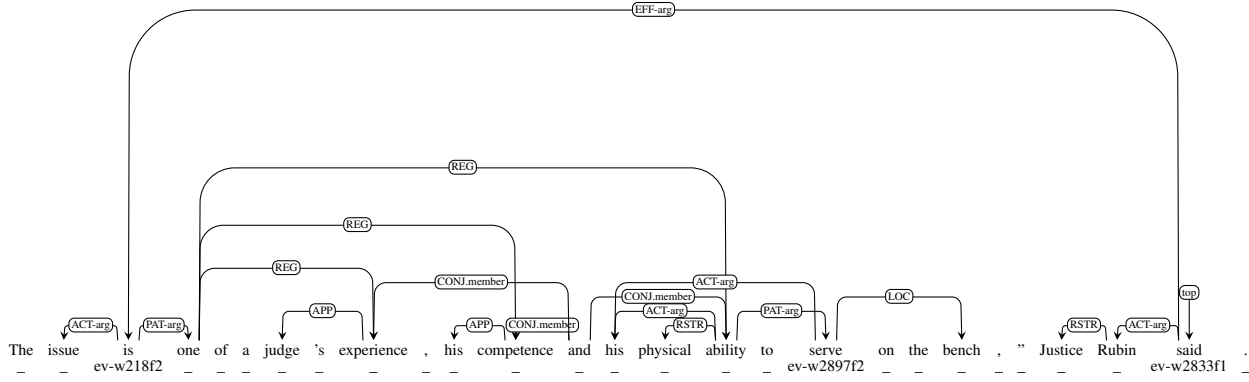 EFF-arg
REG
REG
REG
CONJ.member ACT-arg
CONJ.member LOC top
APP ACT-arg
ACT-arg PAT-arg APP CONJ.member RSTR PAT-arg RSTR ACT-arg
The issue is one of a judge 's experience , his competence and his physical ability to serve on the bench , ” Justice Rubin said .
_ _ ev-w218f2 _ _ _ _ _ _ _ _ _ _ _ _ _ _ ev-w2897f2 _ _ _ _ _ _ _ ev-w2833f1 _